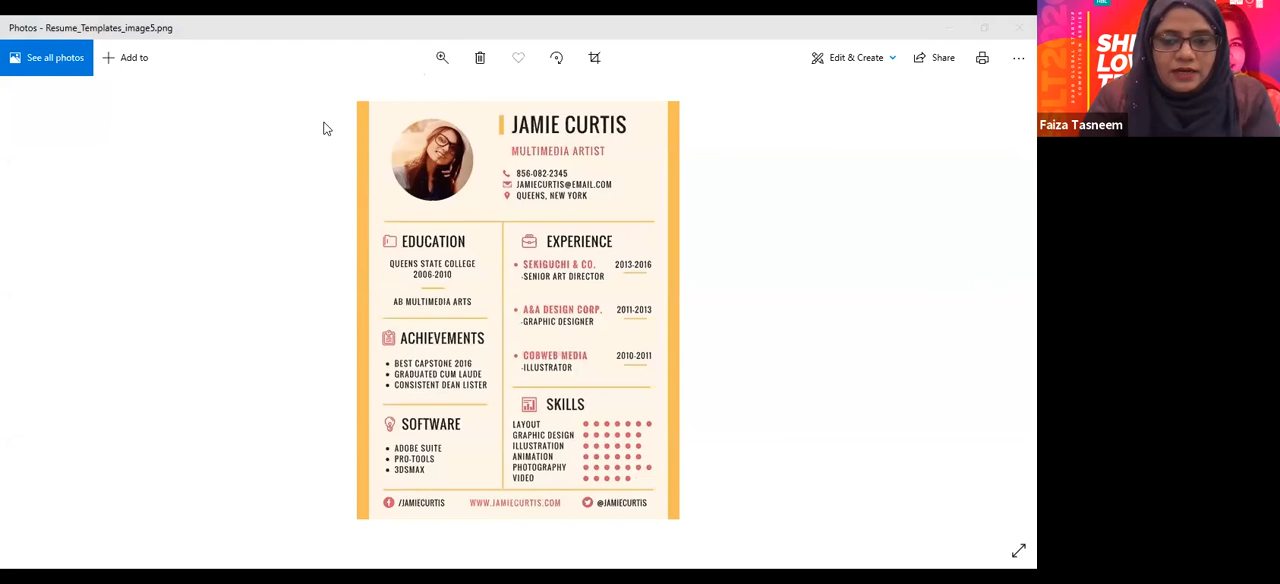 Photos - Resume_Templates_image5.png
See all photos
Add to
Edit & Create
Share
Faiza Tasneem
JAMIE CURTIS
MULTIMEDIA ARTIST
856-082-2345
JAMIECURTIS@EMAIL.COM
QUEENS, NEW YORK
EDUCATION
QUEENS STATE COLLEGE
2006-2010
AB MULTIMEDIA ARTS
ACHIEVEMENTS
BEST CAPSTONE 2016
GRADUATED CUM LAUDE
CONSISTENT DEAN LISTER
SOFTWARE
ADOBE SUITE
PRO-TOOLS
3DSMAX
EXPERIENCE
SEKIGUCHI & CO. 2013-2016
-SENIOR ART DIRECTOR
A&A DESIGN CORP. 2011-2013
-GRAPHIC DESIGNER
COBWEB MEDIA 2010-2011
-ILLUSTRATOR
SKILLS
LAYOUT
GRAPHIC DESIGN
ILLUSTRATION
ANIMATION
PHOTOGRAPHY
VIDEO
/JAMIECURTIS WWW.JAMIECURTIS.COM @JAMIECURTIS